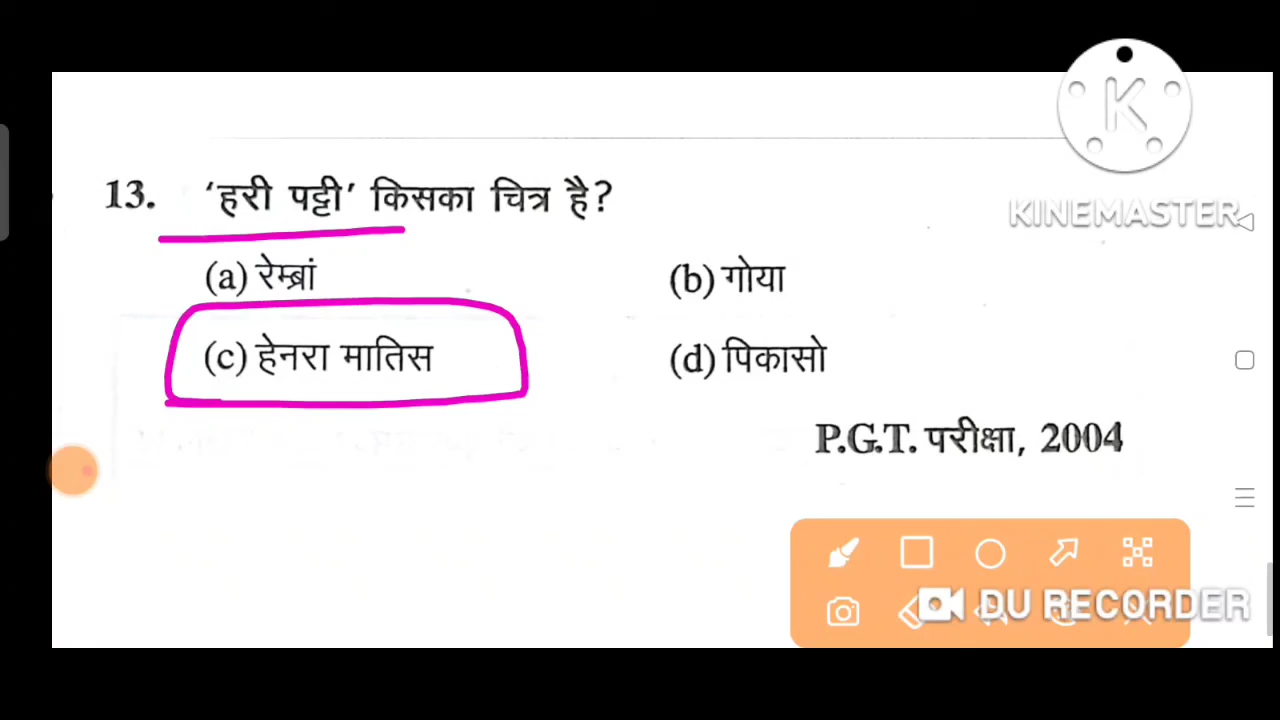 13. ‘हरी पट्टी’ किसका चित्र है?
KINEMASTER
(a) रेम्ब्रां (b) गोया
(c) हेनरा मातिस (d) पिकासो
P.G.T. परीक्षा, 2004
DU RECORDER